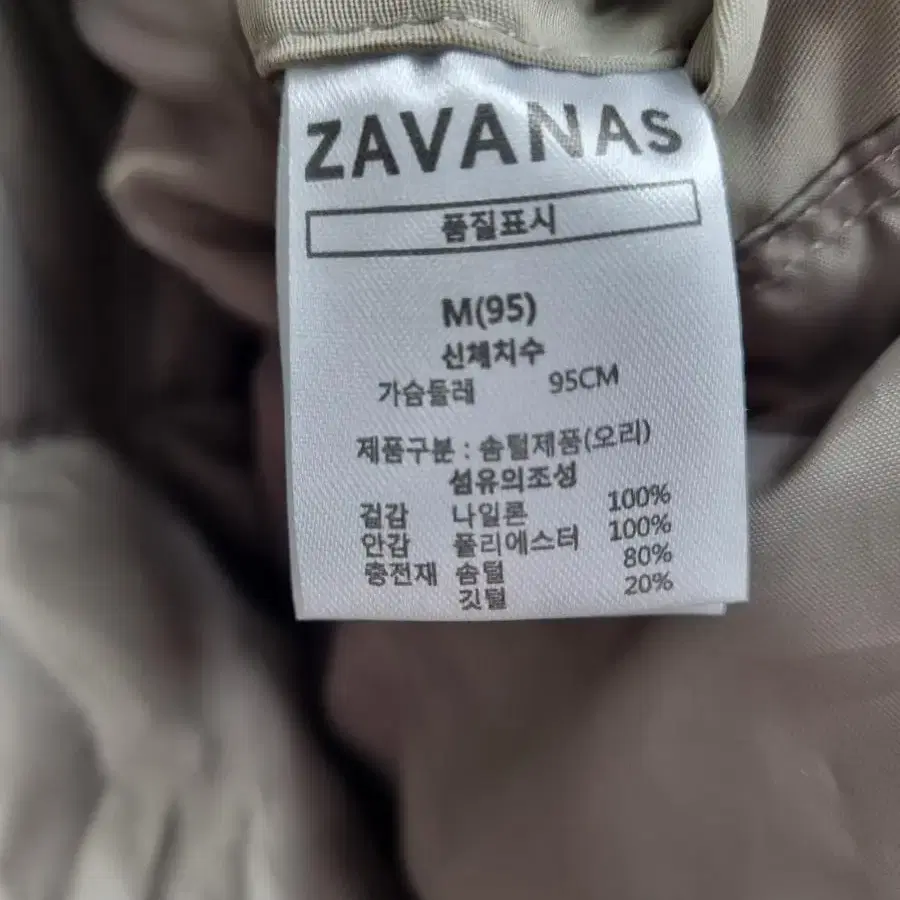 ZAVANAS
품질표시
M(95)
신체치수
가슴둘레 95CM
제품구분 : 솜털제품(오리)
섬유의조성
겉감 나일론 100%
안감 폴리에스터 100%
충전재 솜털 80%
깃털 20%